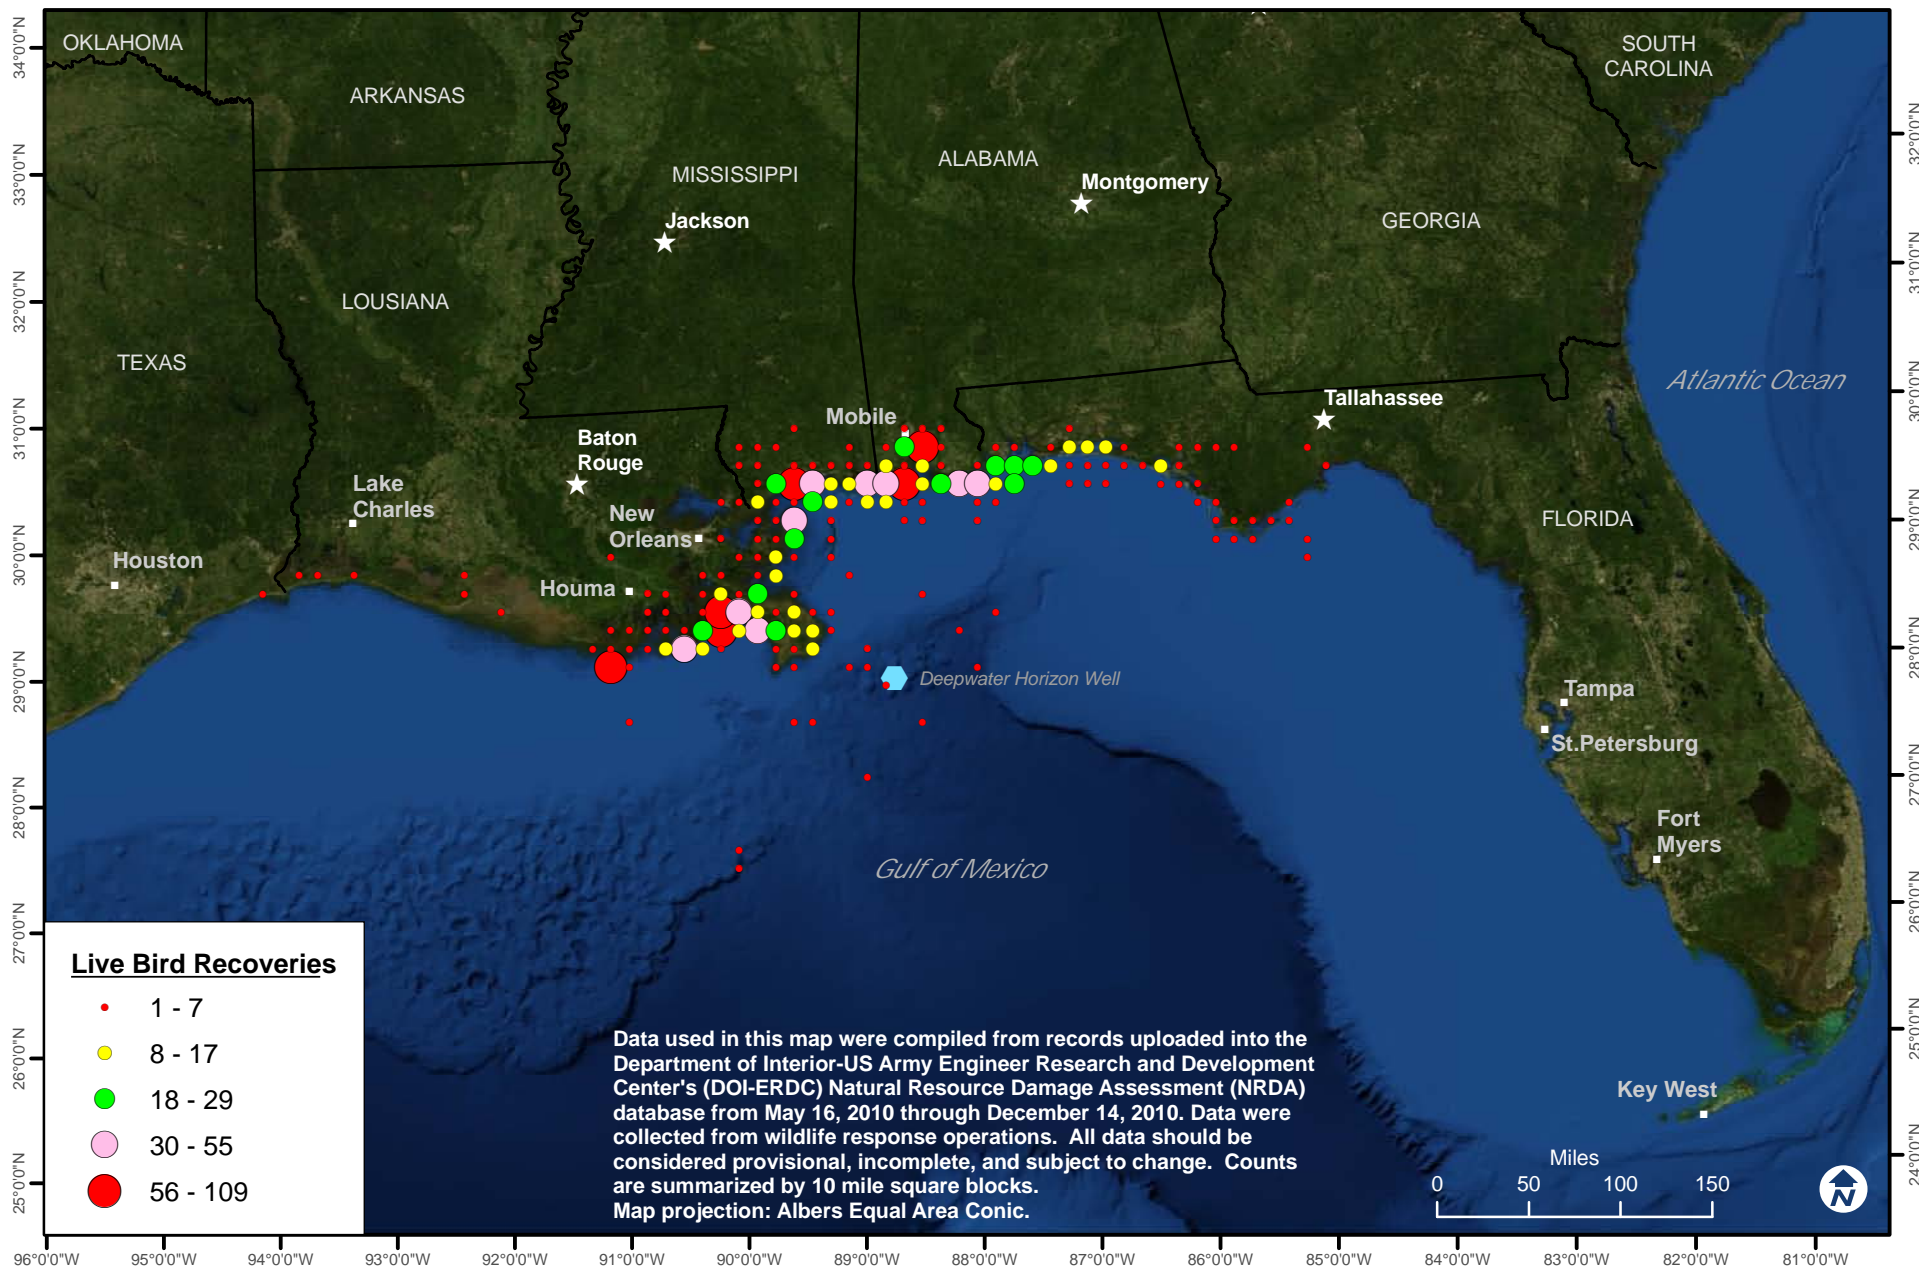 OKLAHOMA
ARKANSAS
SOUTH
CAROLINA
MISSISSIPPI
ALABAMA
Montgomery
Jackson
GEORGIA
LOUSIANA
TEXAS
Atlantic Ocean
Tallahassee
Mobile
Baton
Rouge
Lake
Charles
New
Orleans
FLORIDA
Houston
Houma
Deepwater Horizon Well
Tampa
St.Petersburg
Fort
Myers
Gulf of Mexico
Key West
Live Bird Recoveries
1 - 7
8 - 17
18 - 29
30 - 55
56 - 109
Data used in this map were compiled from records uploaded into the
Department of Interior-US Army Engineer Research and Development
Center's (DOI-ERDC) Natural Resource Damage Assessment (NRDA)
database from May 16, 2010 through December 14, 2010. Data were
collected from wildlife response operations.  All data should be
considered provisional, incomplete, and subject to change.  Counts
are summarized by 10 mile square blocks.
Map projection: Albers Equal Area Conic.
Miles
0 50 100 150
N
34°0'0"N
33°0'0"N
32°0'0"N
31°0'0"N
30°0'0"N
29°0'0"N
28°0'0"N
27°0'0"N
26°0'0"N
25°0'0"N
32°0'0"N
31°0'0"N
30°0'0"N
29°0'0"N
28°0'0"N
27°0'0"N
26°0'0"N
25°0'0"N
24°0'0"N
96°0'0"W 95°0'0"W 94°0'0"W 93°0'0"W 92°0'0"W 91°0'0"W 90°0'0"W 89°0'0"W 88°0'0"W 87°0'0"W 86°0'0"W 85°0'0"W 84°0'0"W 83°0'0"W 82°0'0"W 81°0'0"W